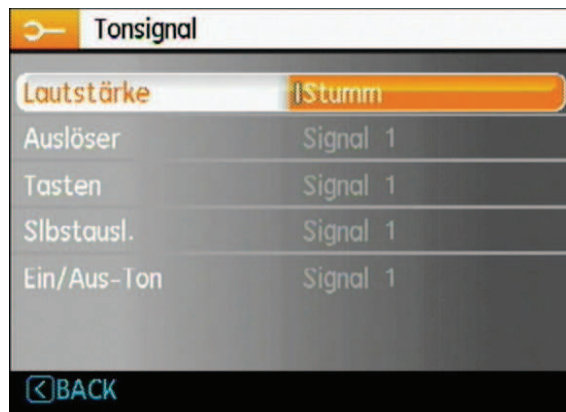 Tonsignal
Lautstärke Stumm
Auslöser Signal 1
Tasten Signal 1
Slbstausl. Signal 1
Ein/Aus-Ton Signal 1
BACK